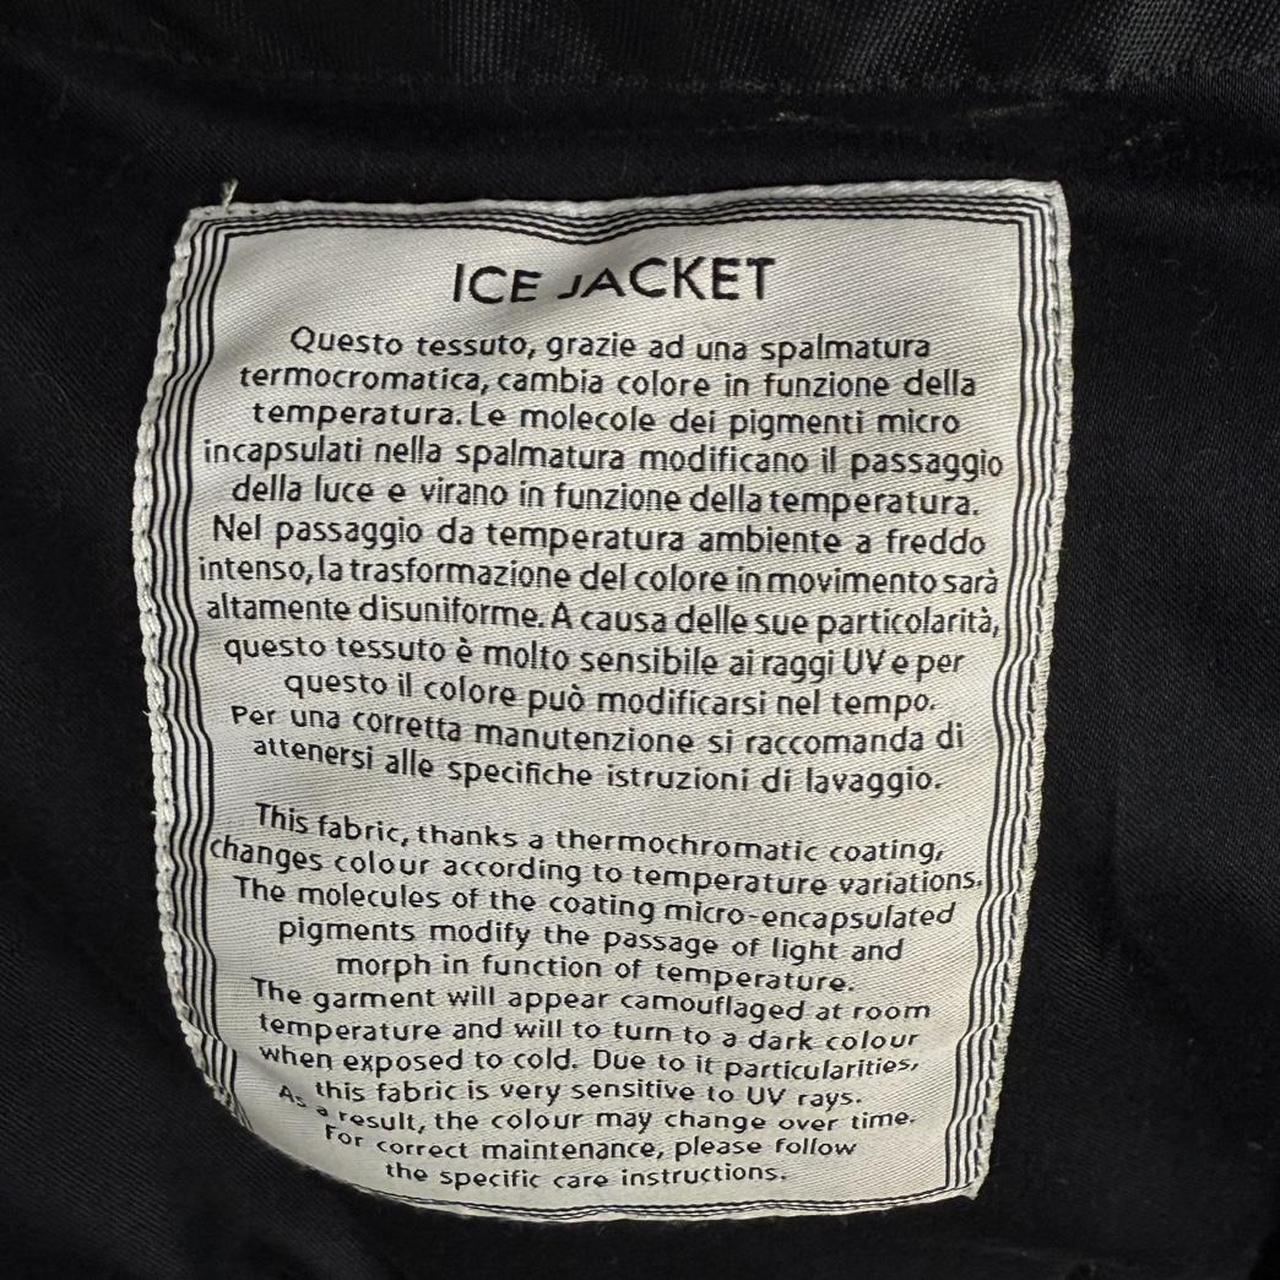 ICE JACKET
Questo tessuto, grazie ad una spalmatura
termocromatica, cambia colore in funzione della
temperatura. Le molecole dei pigmenti micro
incapsulati nella spalmatura modificano il passaggio
della luce e virano in funzione della temperatura.
Nel passaggio da temperatura ambiente a freddo
intenso, la trasformazione del colore in movimento sarà
altamente disuniforme. A causa delle sue particolarità,
questo tessuto è molto sensibile ai raggi UV e per
questo il colore può modificarsi nel tempo.
Per una corretta manutenzione si raccomanda di
attenersi alle specifiche istruzioni di lavaggio.
This fabric, thanks a thermochromatic coating,
changes colour according to temperature variations.
The molecules of the coating micro-encapsulated
pigments modify the passage of light and
morph in function of temperature.
The garment will appear camouflaged at room
temperature and will to turn to a dark colour
when exposed to cold. Due to it particularities,
this fabric is very sensitive to UV rays.
As a result, the colour may change over time.
For correct maintenance, please follow
the specific care instructions.